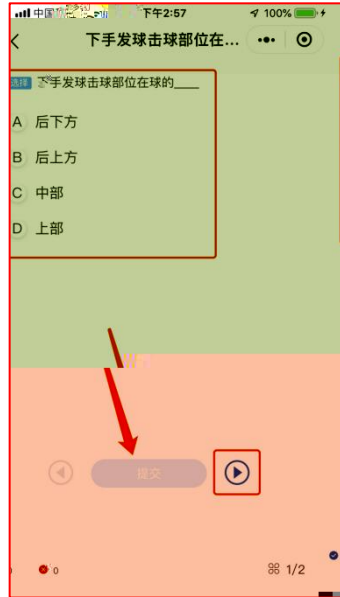 中国 下午2:57 100%
下手发球击球部位在...
选择 下手发球击球部位在球的____
A 后下方
B 后上方
C 中部
D 上部
提交
0 1/2